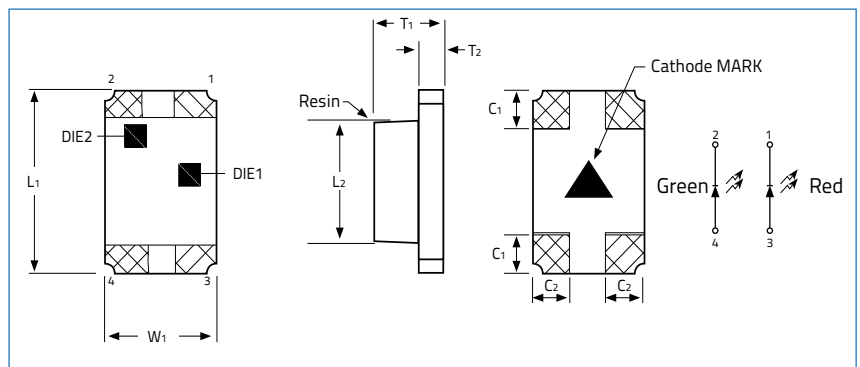 2
1
DIE2
DIE1
L1
4
3
W1
T1
T2
Resin
L2
Cathode MARK
C1
C1
C2
C2
Green
2
4
1
3
Red